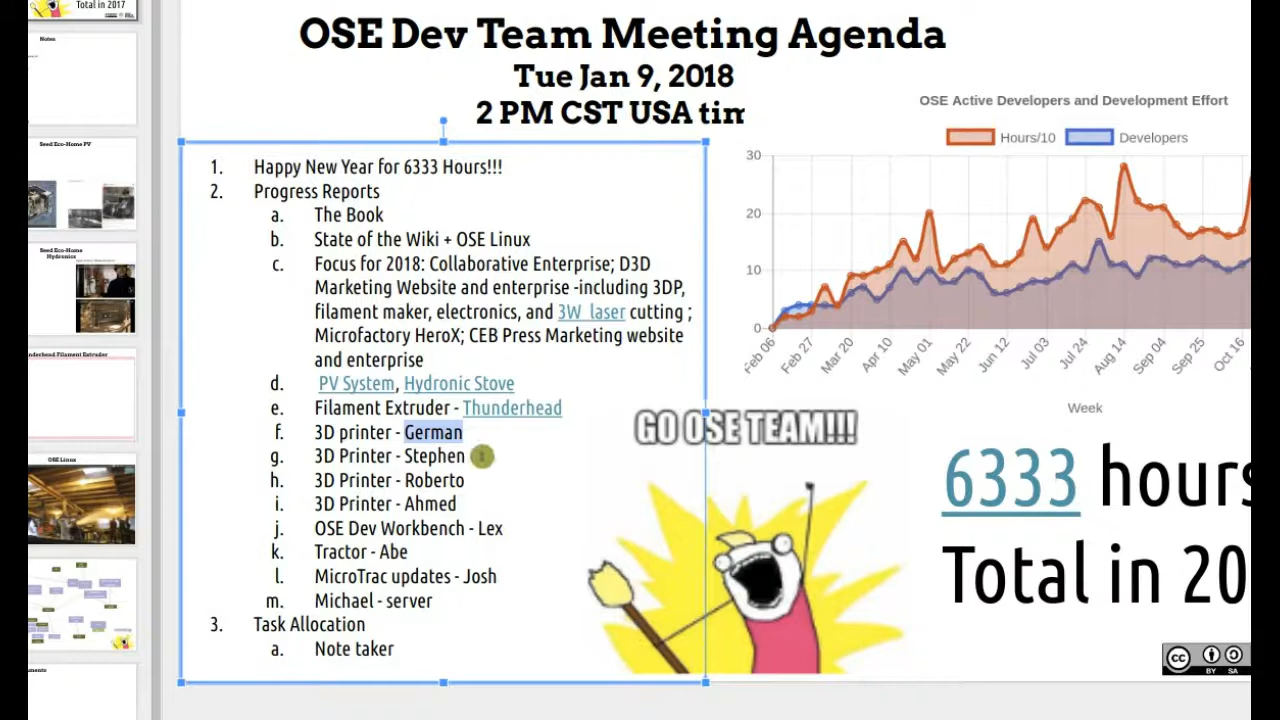 Total in 2017
Notes
Seed Eco-Home PV
Seed Eco-Home
Hydronics
Filament Extruder
OSE Linux
OSE Dev Team Meeting Agenda
Tue Jan 9, 2018
2 PM CST USA tim
1. Happy New Year for 6333 Hours!!!
2. Progress Reports
a. The Book
b. State of the Wiki + OSE Linux
c. Focus for 2018: Collaborative Enterprise; D3D
Marketing Website and enterprise -including 3DP,
filament maker, electronics, and 3W laser cutting ;
Microfactory HeroX; CEB Press Marketing website
and enterprise
d. PV System, Hydronic Stove
e. Filament Extruder - Thunderhead
f. 3D printer - German
g. 3D Printer - Stephen
h. 3D Printer - Roberto
i. 3D Printer - Ahmed
j. OSE Dev Workbench - Lex
k. Tractor - Abe
l. MicroTrac updates - Josh
m. Michael - server
3. Task Allocation
a. Note taker
OSE Active Developers and Development Effort
Hours/10 Developers
30
20
10
0
Feb 06 Feb 27 Mar 20 Apr 10 May 01 May 22 Jun 12 Jul 03 Jul 24 Aug 14 Sep 04 Sep 25 Oct 16
Week
GO OSE TEAM!!!
6333 hours
Total in 20
cc BY SA